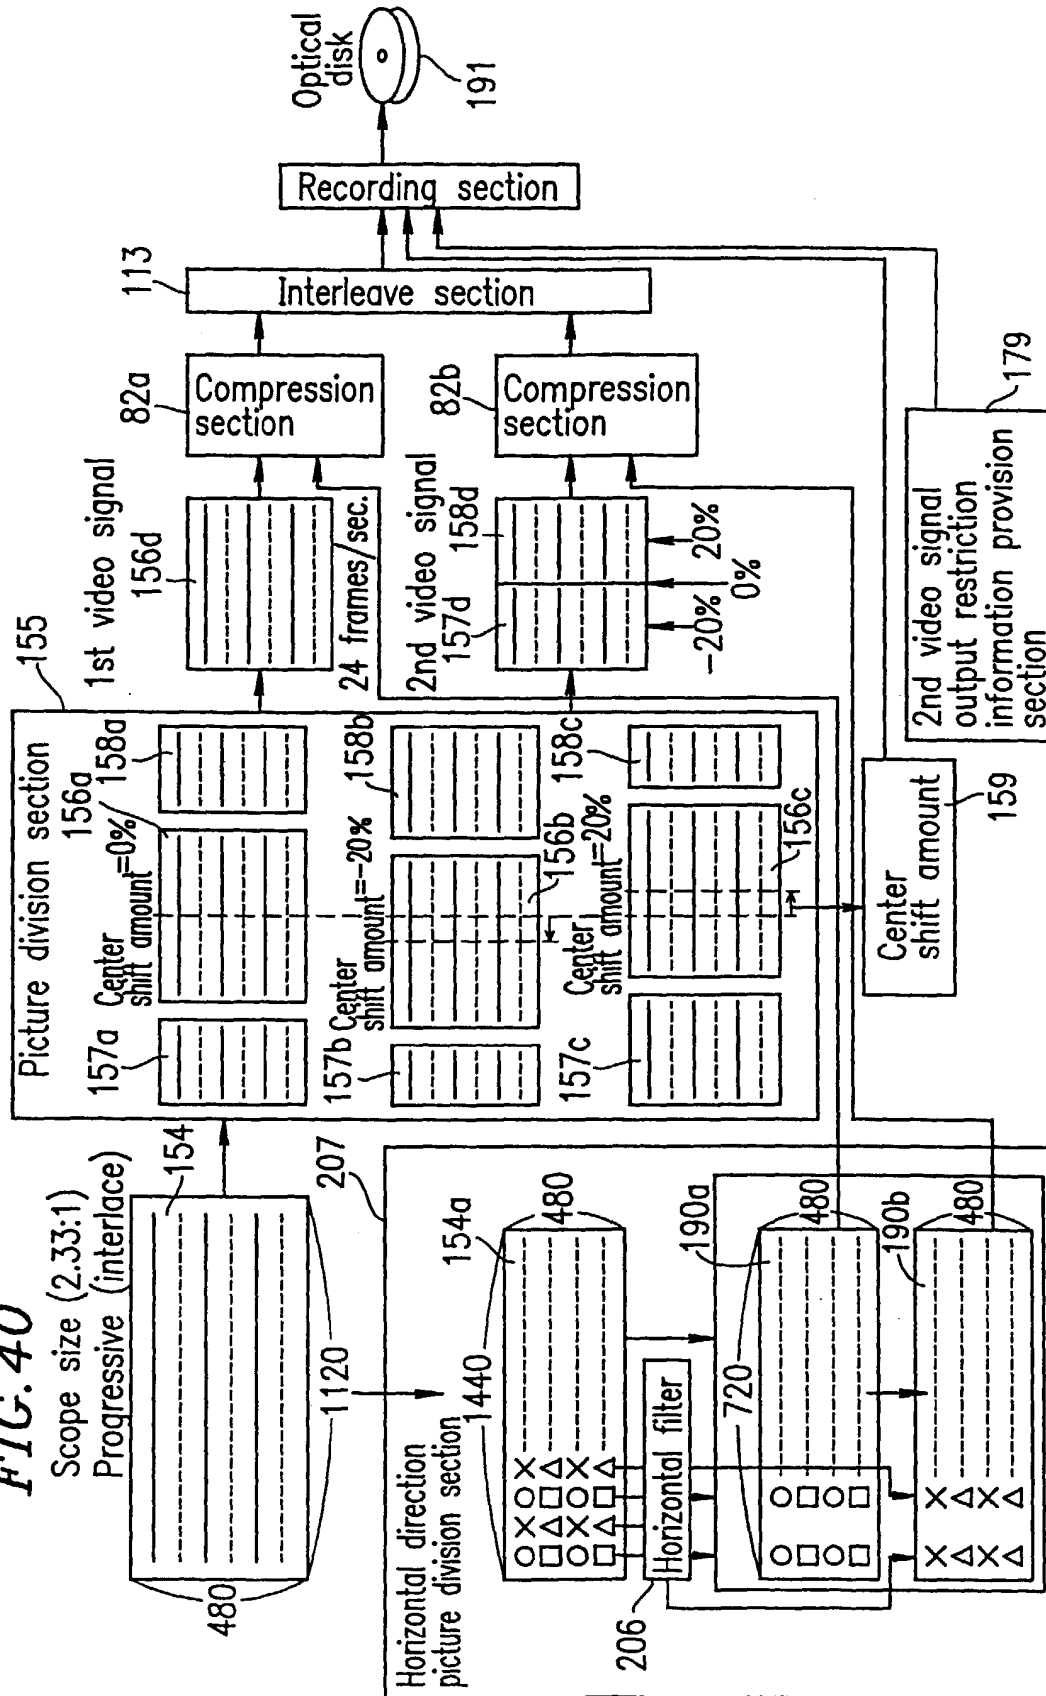 FIG. 40
Scope size (2.33:1)
Progressive (interlace)
154
480
1120
Picture division section
155
157a
Center
shift amount=0%
156a
158a
157b
Center
shift amount=-20%
156b
158b
157c
Center
shift amount=20%
156c
158c
1st video signal
156d
24 frames/sec.
2nd video signal
157d
158d
-20%
0%
20%
82a
Compression
section
82b
Compression
section
113
Interleave section
Recording section
Optical
disk
191
Center
shift amount
159
2nd video signal
output restriction
information provision
section
179
207
Horizontal direction
picture division section
1440
154a
480
206
Horizontal filter
720
190a
480
190b
480